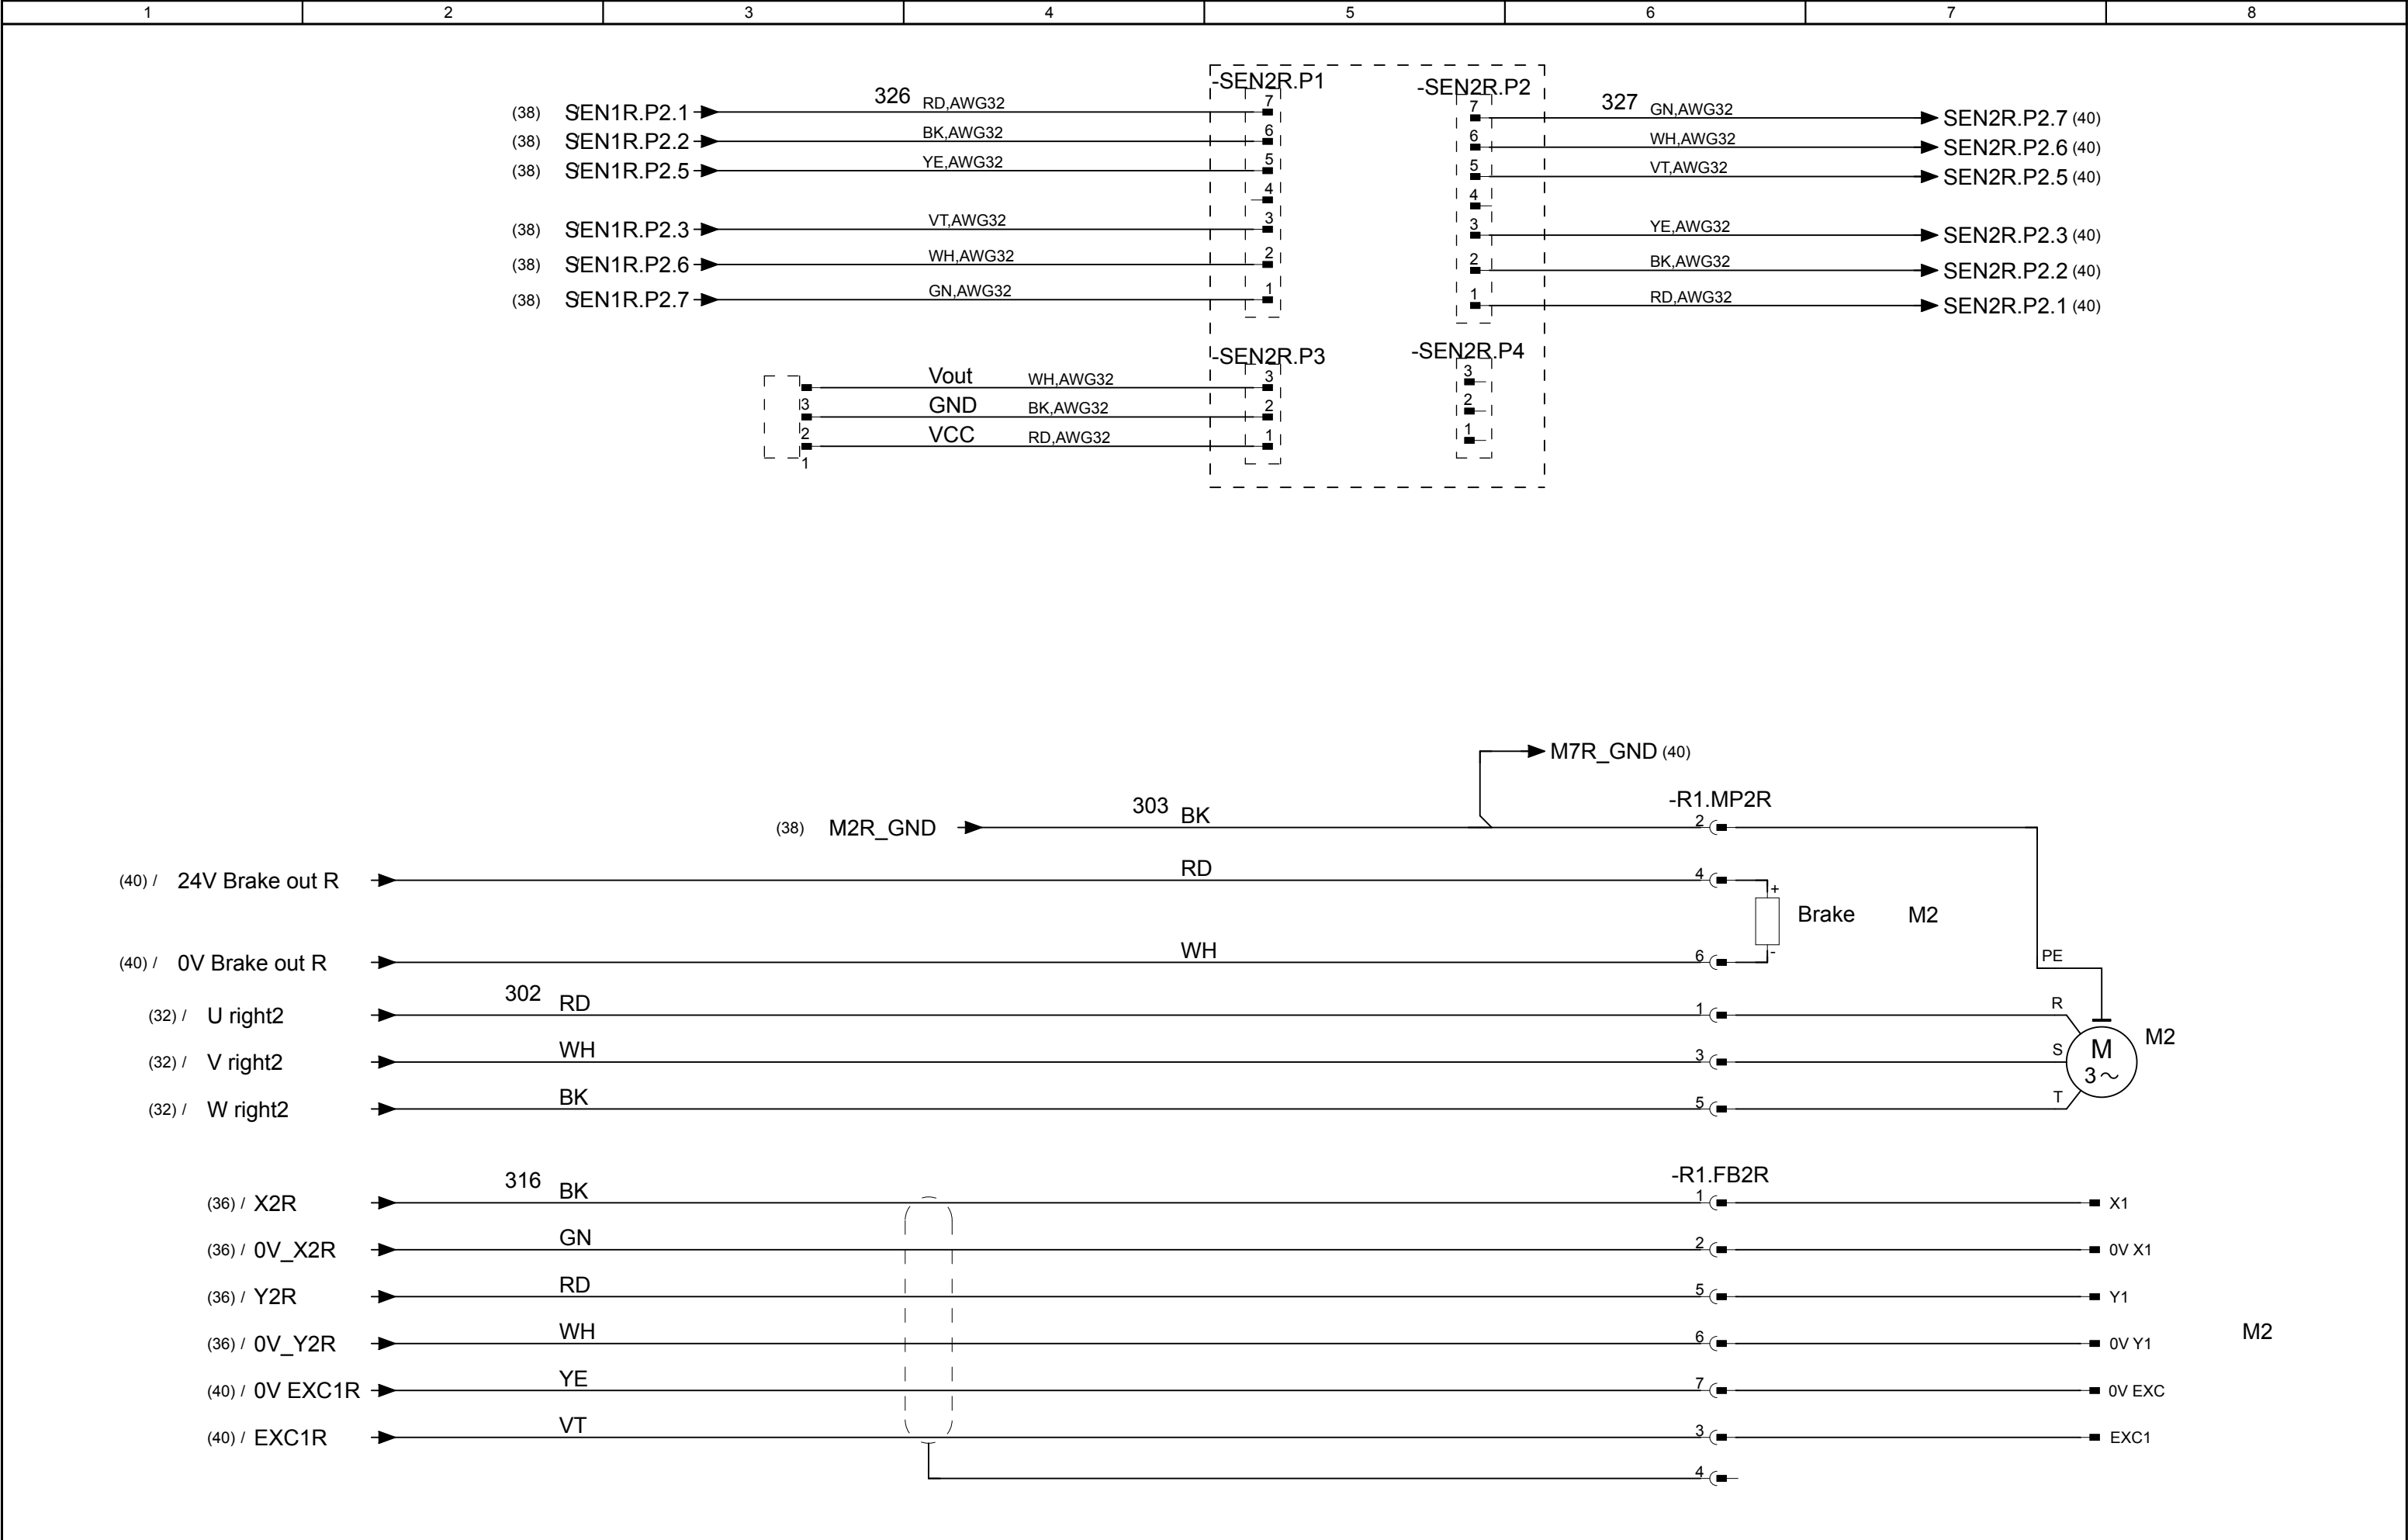 1 2 3 4 5 6 7 8
-SEN2R.P1 -SEN2R.P2
(38) SEN1R.P2.1 326 RD,AWG32 7
7 327 GN,AWG32 SEN2R.P2.7 (40)
(38) SEN1R.P2.2 BK,AWG32 6
6 WH,AWG32 SEN2R.P2.6 (40)
(38) SEN1R.P2.5 YE,AWG32 5
5 VT,AWG32 SEN2R.P2.5 (40)
4 4
(38) SEN1R.P2.3 VT,AWG32 3
3 YE,AWG32 SEN2R.P2.3 (40)
(38) SEN1R.P2.6 WH,AWG32 2
2 BK,AWG32 SEN2R.P2.2 (40)
(38) SEN1R.P2.7 GN,AWG32 1
1 RD,AWG32 SEN2R.P2.1 (40)
-SEN2R.P3 -SEN2R.P4
Vout WH,AWG32 3 3
3 GND BK,AWG32 2 2
2 VCC RD,AWG32 1 1
1
M7R_GND (40)
-R1.MP2R
(38) M2R_GND 303 BK 2
(40) / 24V Brake out R RD 4
+
Brake M2
-
(40) / 0V Brake out R WH 6
PE
(32) / U right2 302 RD 1 R
M2
(32) / V right2 WH 3 S M
3~
(32) / W right2 BK 5 T
-R1.FB2R
(36) / X2R 316 BK 1 X1
(36) / 0V_X2R GN 2 0V X1
(36) / Y2R RD 5 Y1
(36) / 0V_Y2R WH 6 0V Y1 M2
(40) / 0V EXC1R YE 7 0V EXC
(40) / EXC1R VT 3 EXC1
4